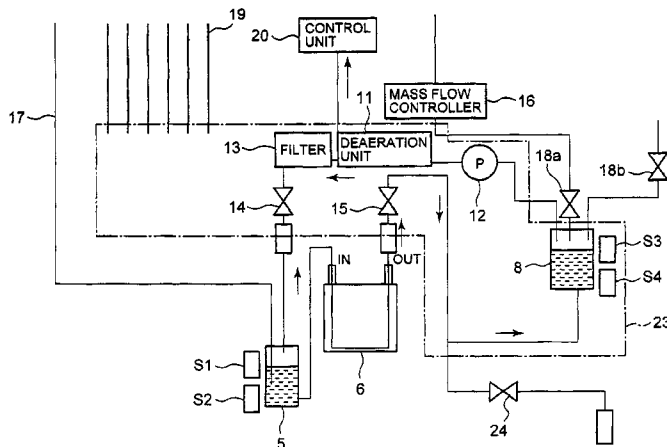 19
CONTROL
UNIT
20
MASS FLOW
CONTROLLER
16
17
11
13
FILTER
DEAERATION
UNIT
P
12
18a
18b
14
15
IN
OUT
8
S3
S4
23
S1
S2
5
6
24